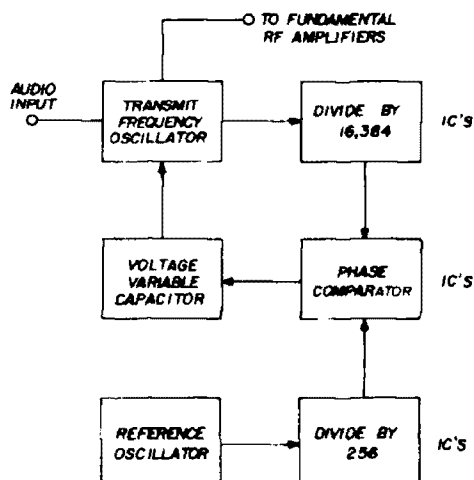 TO FUNDAMENTAL
RF AMPLIFIERS
AUDIO
INPUT
TRANSMIT
FREQUENCY
OSCILLATOR
DIVIDE BY
16,384
IC'S
VOLTAGE
VARIABLE
CAPACITOR
PHASE
COMPARATOR
IC'S
REFERENCE
OSCILLATOR
DIVIDE BY
256
IC'S